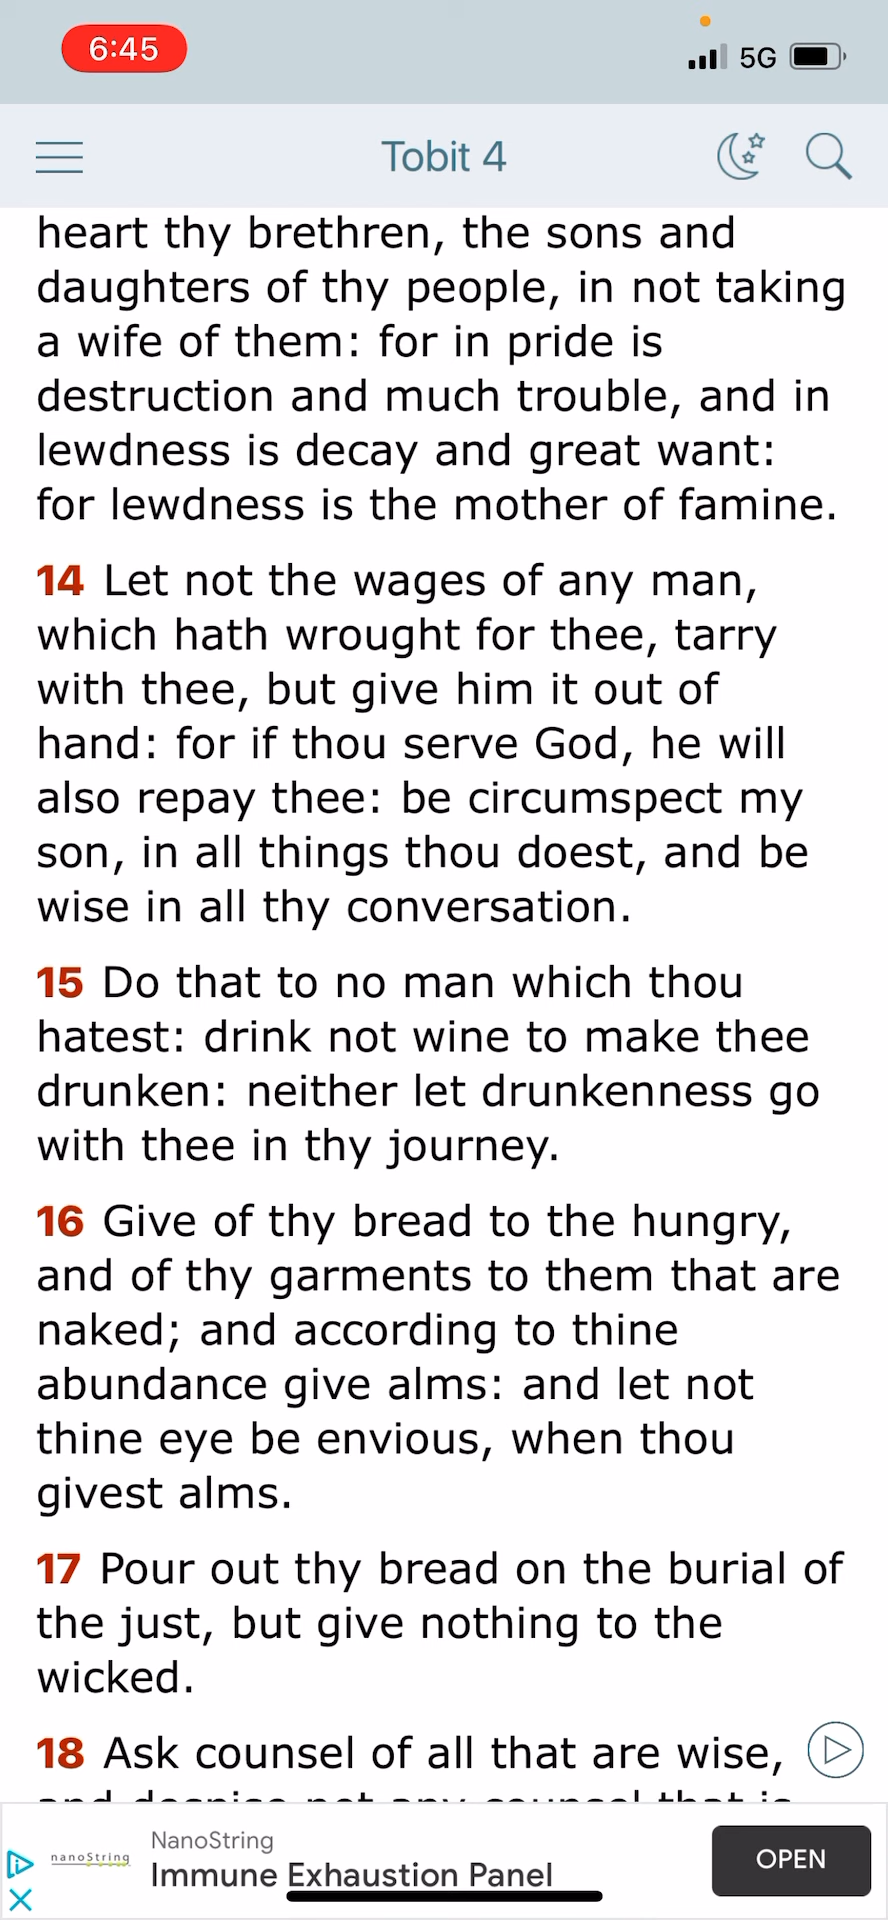 6:45
5G
Tobit 4
heart thy brethren, the sons and
daughters of thy people, in not taking
a wife of them: for in pride is
destruction and much trouble, and in
lewdness is decay and great want:
for lewdness is the mother of famine.
14 Let not the wages of any man,
which hath wrought for thee, tarry
with thee, but give him it out of
hand: for if thou serve God, he will
also repay thee: be circumspect my
son, in all things thou doest, and be
wise in all thy conversation.
15 Do that to no man which thou
hatest: drink not wine to make thee
drunken: neither let drunkenness go
with thee in thy journey.
16 Give of thy bread to the hungry,
and of thy garments to them that are
naked; and according to thine
abundance give alms: and let not
thine eye be envious, when thou
givest alms.
17 Pour out thy bread on the burial of
the just, but give nothing to the
wicked.
18 Ask counsel of all that are wise,
and despise not any counsel that is
nanoString
NanoString
Immune Exhaustion Panel
OPEN